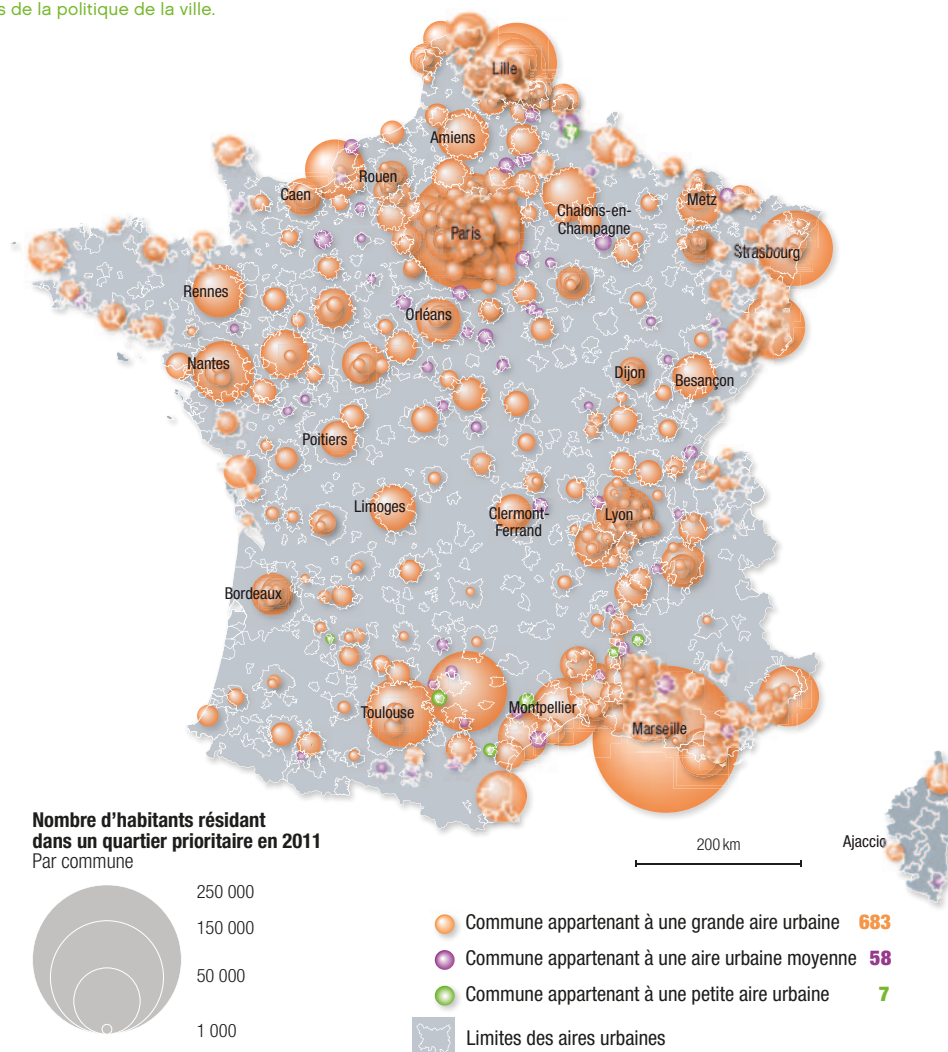 s de la politique de la ville.
Lille
Amiens
Rouen
Caen
Metz
Chalons-en-
Champagne
Paris
Strasbourg
Rennes
Orléans
Nantes
Dijon
Besançon
Poitiers
Limoges
Clermont-
Ferrand
Lyon
Bordeaux
Toulouse
Montpellier
Marseille
Nombre d'habitants résidant
dans un quartier prioritaire en 2011
Par commune
250 000
150 000
50 000
1 000
200 km
Ajaccio
Commune appartenant à une grande aire urbaine 683
Commune appartenant à une aire urbaine moyenne 58
Commune appartenant à une petite aire urbaine 7
Limites des aires urbaines